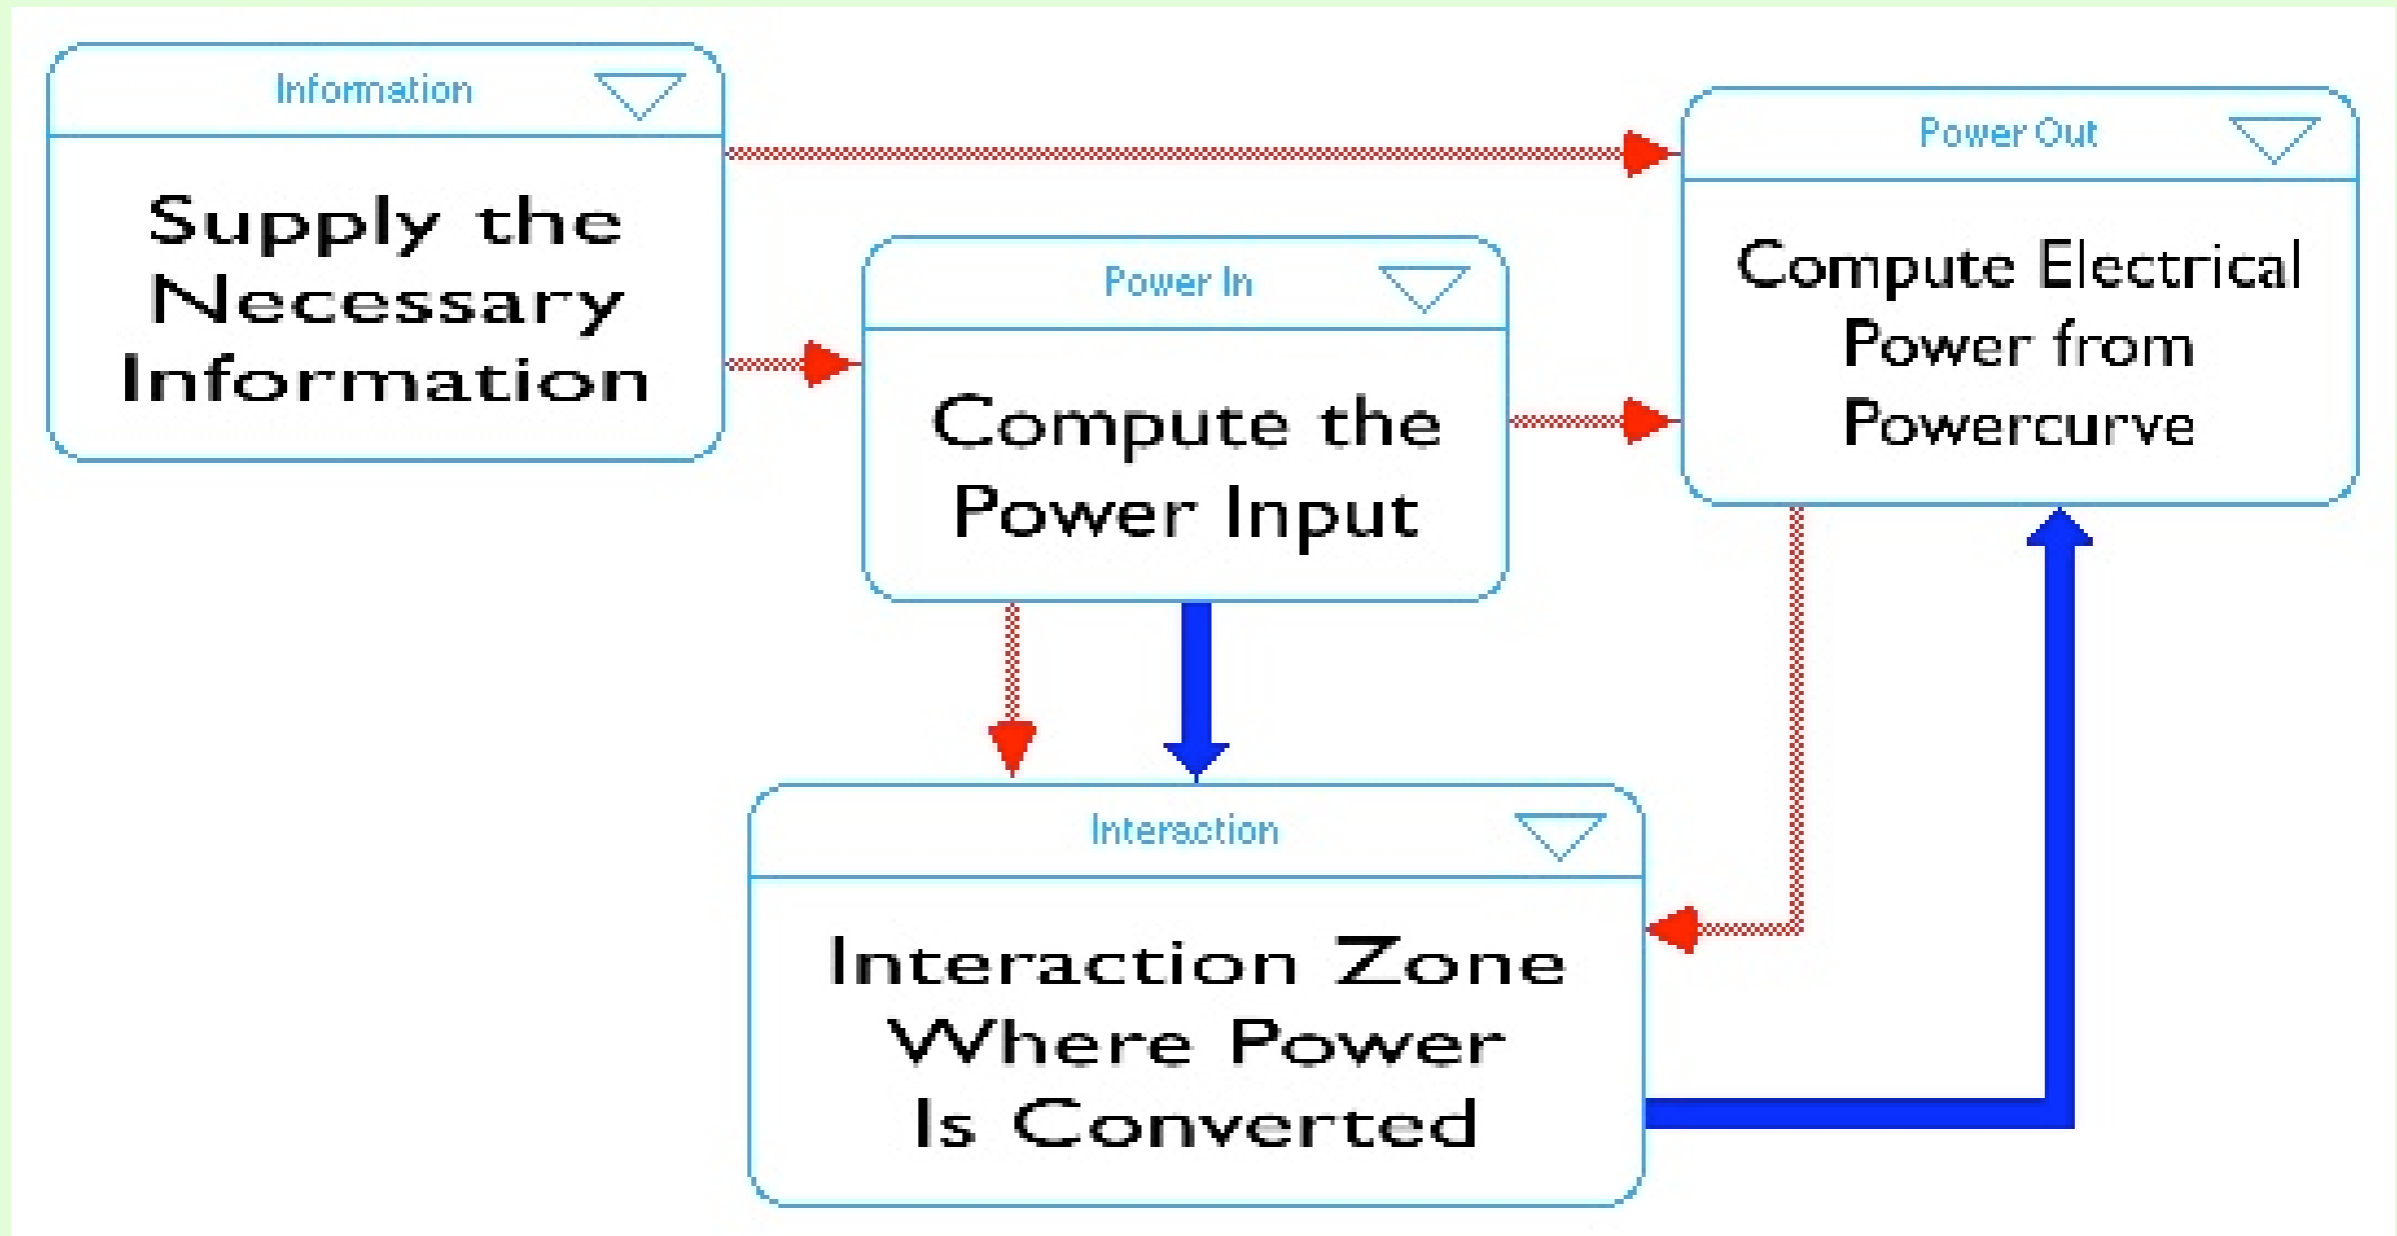 Information
Supply the
Necessary
Information
Power In
Compute the
Power Input
Power Out
Compute Electrical
Power from
Powercurve
Interaction
Interaction Zone
Where Power
Is Converted